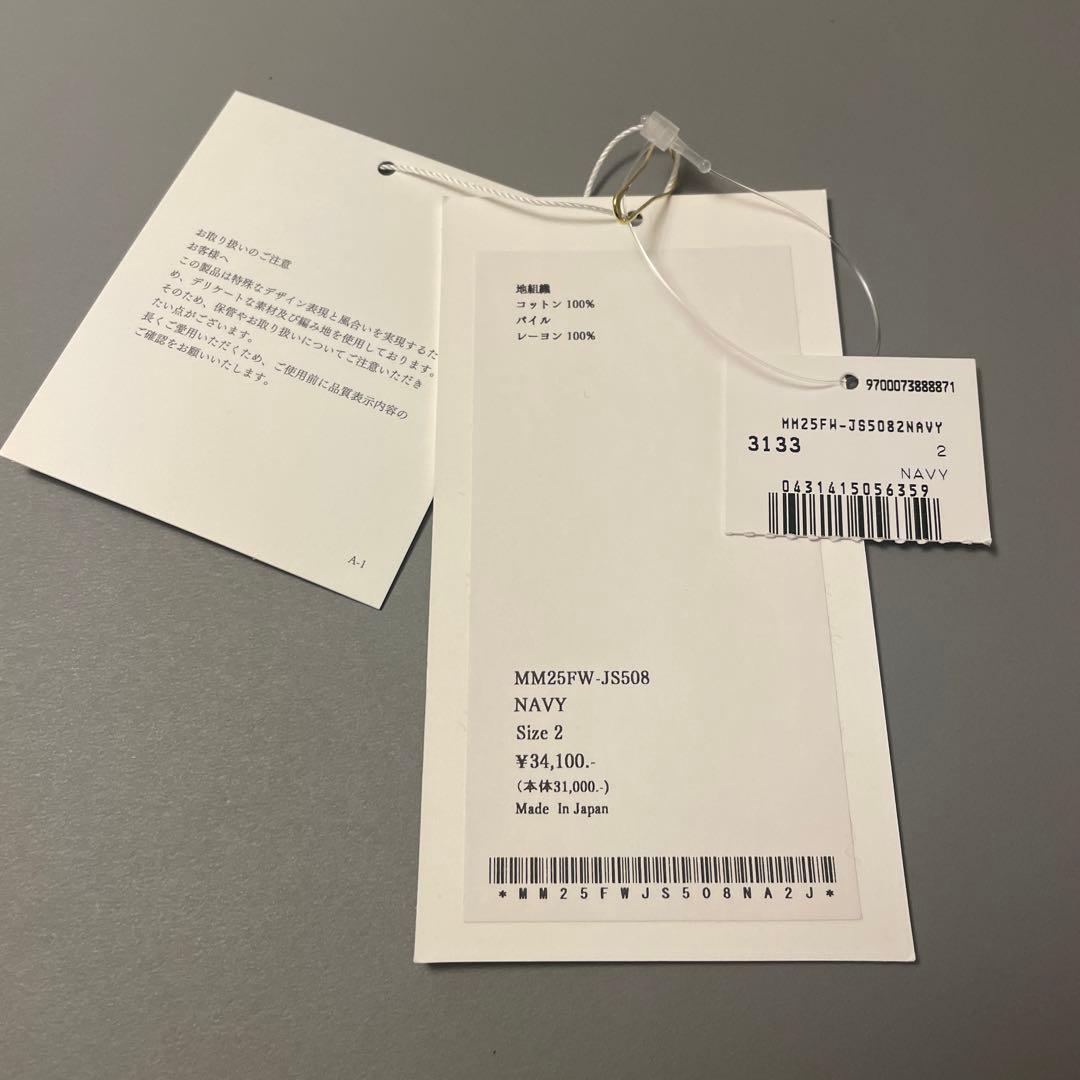 お取り扱いのご注意
お客様へ
この製品は特殊なデザイン表現と風合いを実現するた
め、デリケートな素材及び編み地を使用しております。
そのため、保管やお取り扱いについてご注意いただき
たい点がございます。
長くご愛用いただくため、ご使用前に品質表示内容の
ご確認をお願いいたします。
A-1
地組織
コットン 100%
パイル
レーヨン 100%
MM25FW-JS508
NAVY
Size 2
¥34,100.-
(本体31,000.-)
Made In Japan
*MM25FWJS508NA2J*
9700073888871
MM25FW-JS5082NAVY
3133 2
NAVY
0431415056359